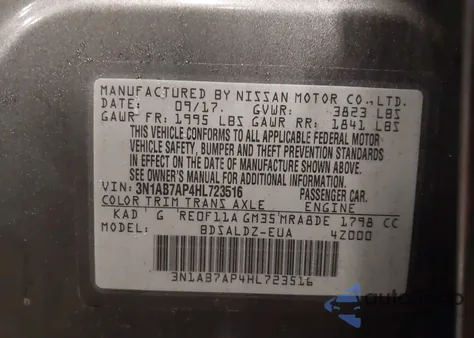 MANUFACTURED BY NISSAN MOTOR CO., LTD.
DATE: 09/17. GVWR: 3823 LBS
GAWR FR: 1995 LBS GAWR RR: 1841 LBS
THIS VEHICLE CONFORMS TO ALL APPLICABLE FEDERAL MOTOR
VEHICLE SAFETY, BUMPER AND THEFT PREVENTION STANDARDS
IN EFFECT ON THE DATE OF MANUFACTURE SHOWN ABOVE.
SEE OWNER'S MANUAL FOR ADDITIONAL INFORMATION.
VIN: 3N1AB7AP4HL723516 PASSENGER CAR.
COLOR TRIM TRANS AXLE ENGINE
KAD G RE0F11A GM35 MRA8DE 1798 CC
MODEL: BDSALDZ-EUA 4Z000
3N1AB7AP4HL723516